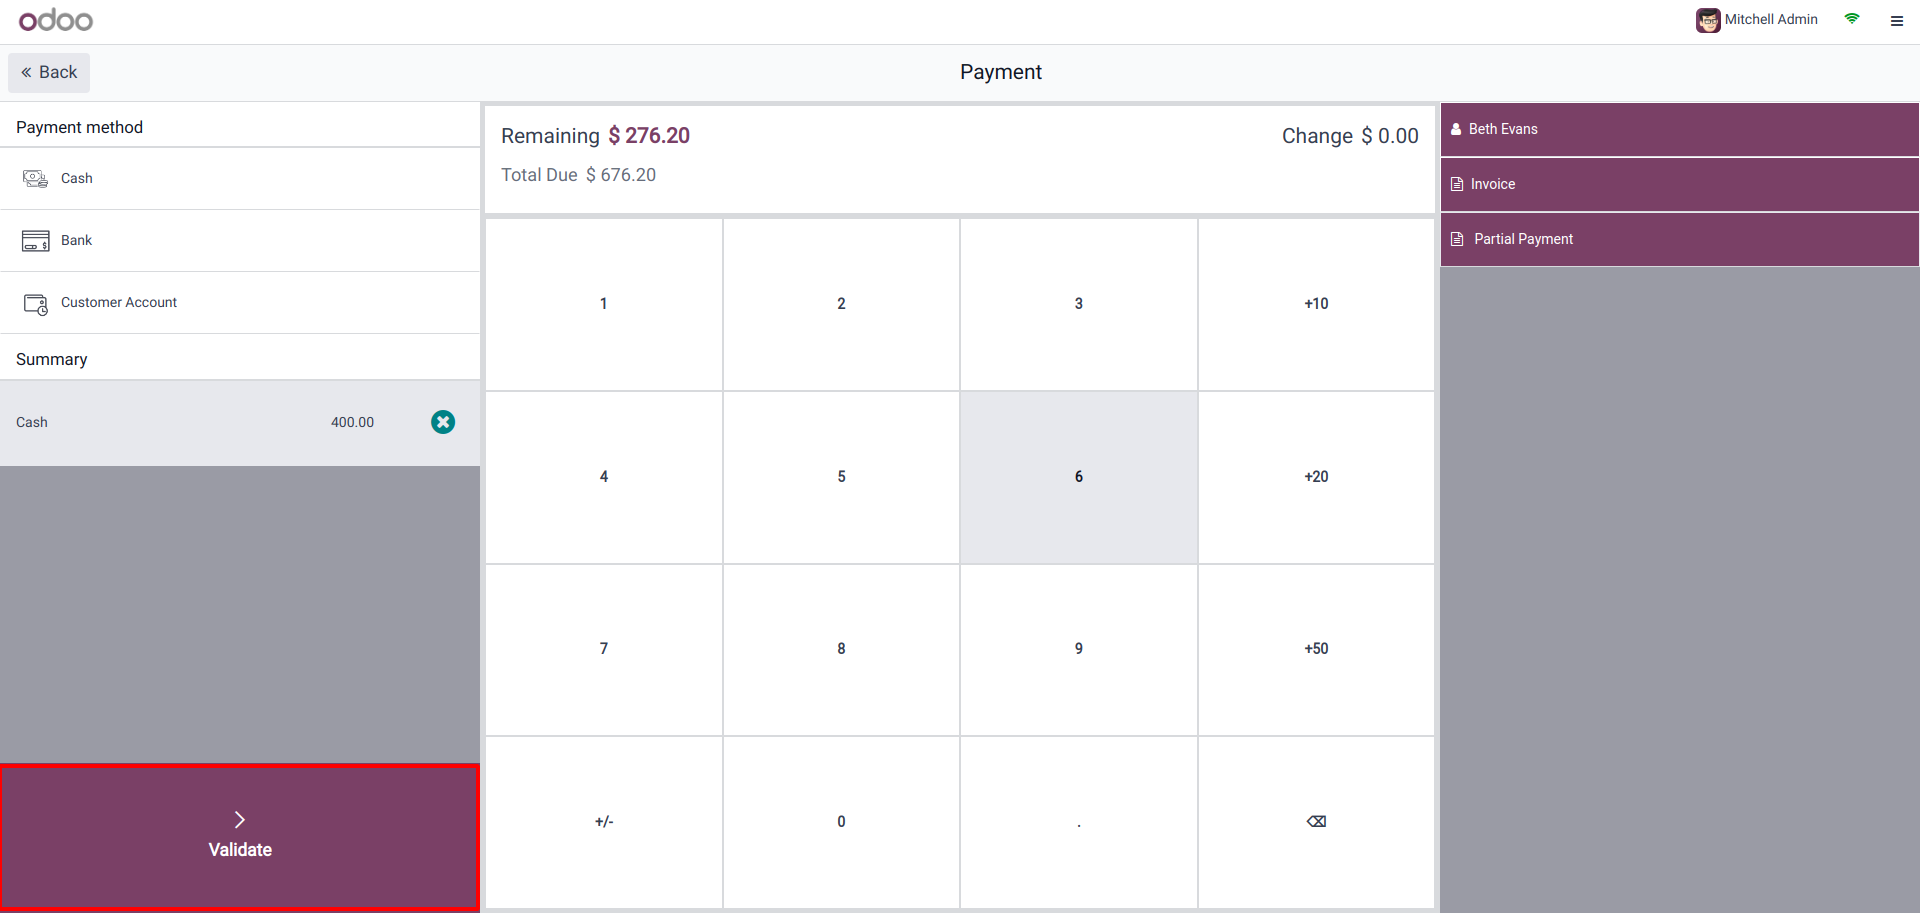 odoo
Mitchell Admin
Back
Payment
Payment method
Cash
Bank
Customer Account
Summary
Cash 400.00
Validate
Remaining $ 276.20
Change $ 0.00
Total Due $ 676.20
1 2 3 +10
4 5 6 +20
7 8 9 +50
+/- 0 .
Beth Evans
Invoice
Partial Payment